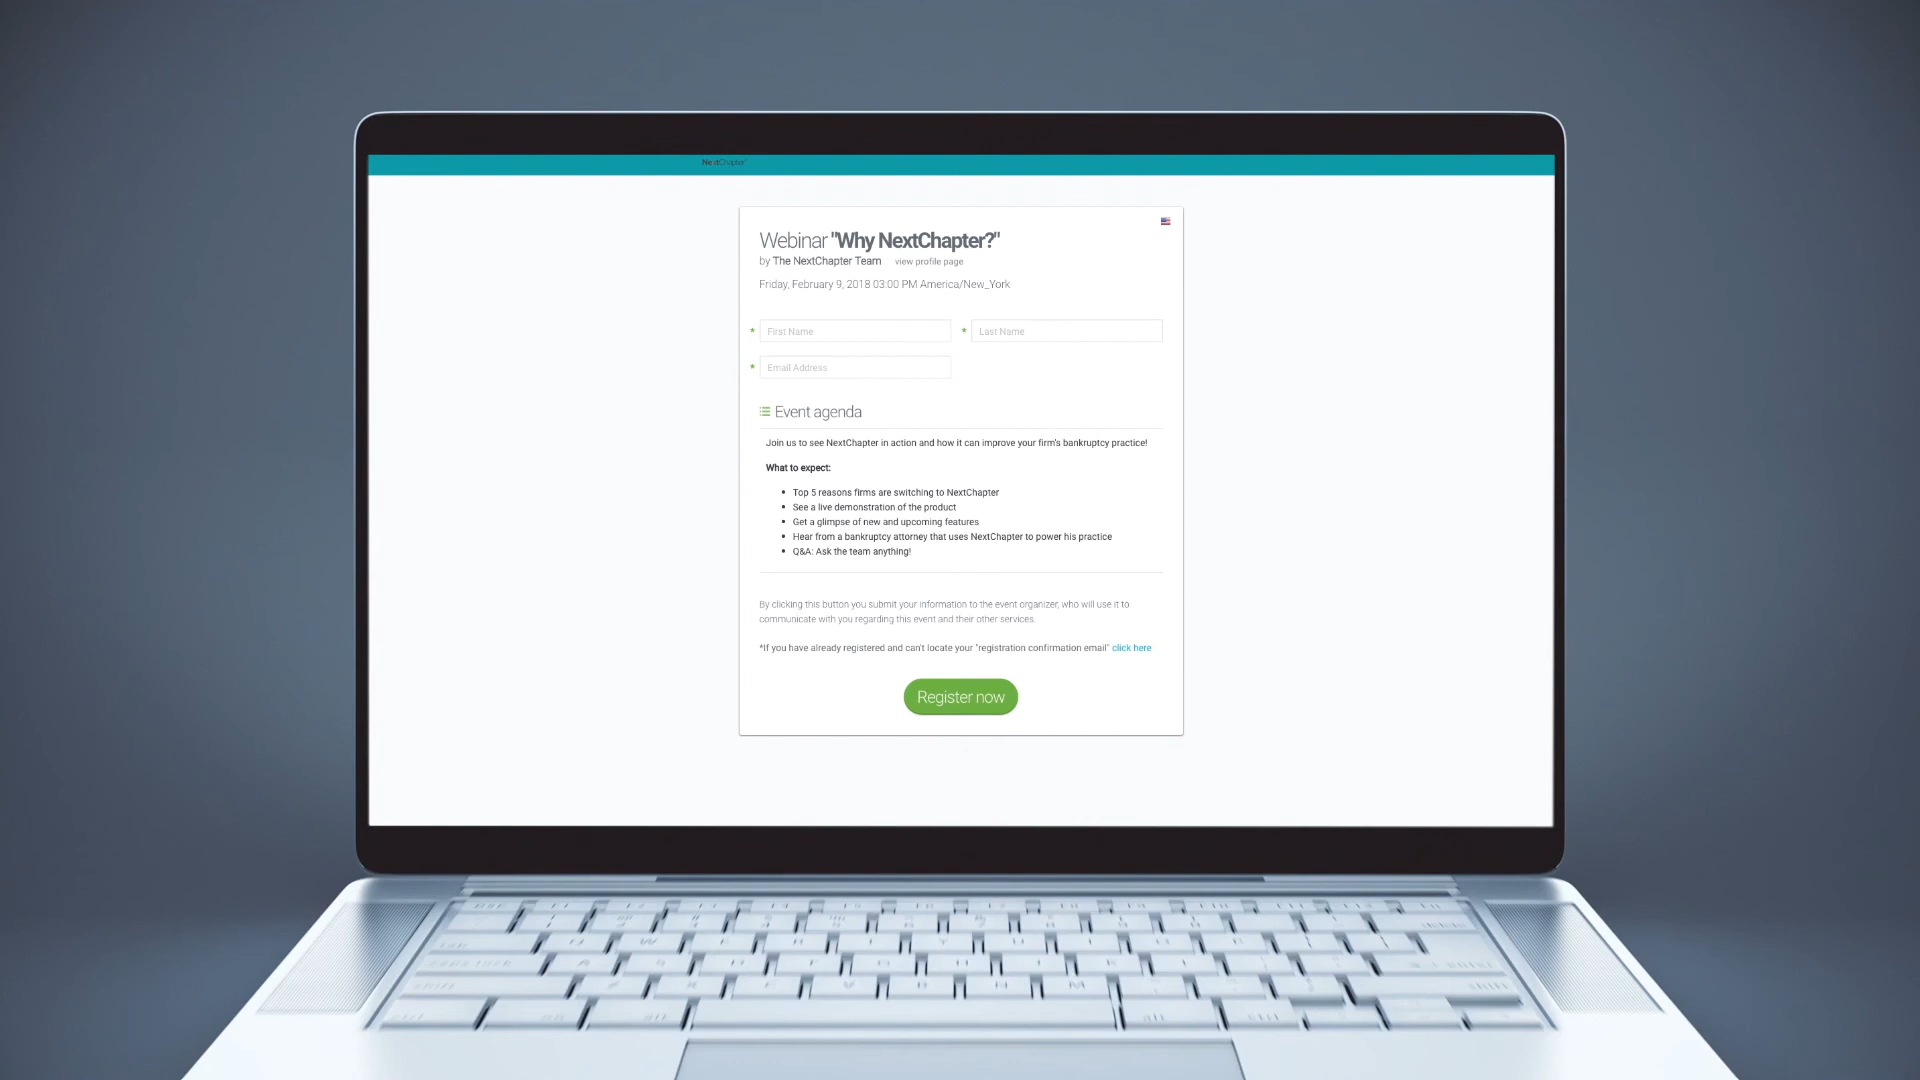 NextChapter
Webinar "Why NextChapter?"
by The NextChapter Team view profile page
Friday, February 9, 2018 03:00 PM America/New_York
* First Name * Last Name
* Email Address
Event agenda
Join us to see NextChapter in action and how it can improve your firm's bankruptcy practice!
What to expect:
• Top 5 reasons firms are switching to NextChapter
• See a live demonstration of the product
• Get a glimpse of new and upcoming features
• Hear from a bankruptcy attorney that uses NextChapter to power his practice
• Q&A: Ask the team anything!
By clicking this button you submit your information to the event organizer, who will use it to
communicate with you regarding this event and their other services.
*If you have already registered and can't locate your "registration confirmation email" click here
Register now